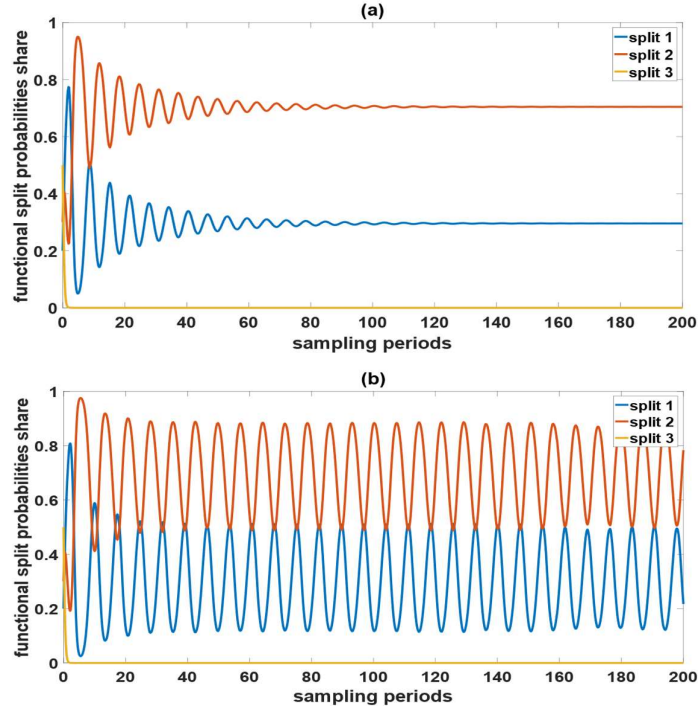 (a)
functional split probabilities share
1
0.8
0.6
0.4
0.2
0
split 1
split 2
split 3
0 20 40 60 80 100 120 140 160 180 200
sampling periods
(b)
functional split probabilities share
1
0.8
0.6
0.4
0.2
0
split 1
split 2
split 3
0 20 40 60 80 100 120 140 160 180 200
sampling periods